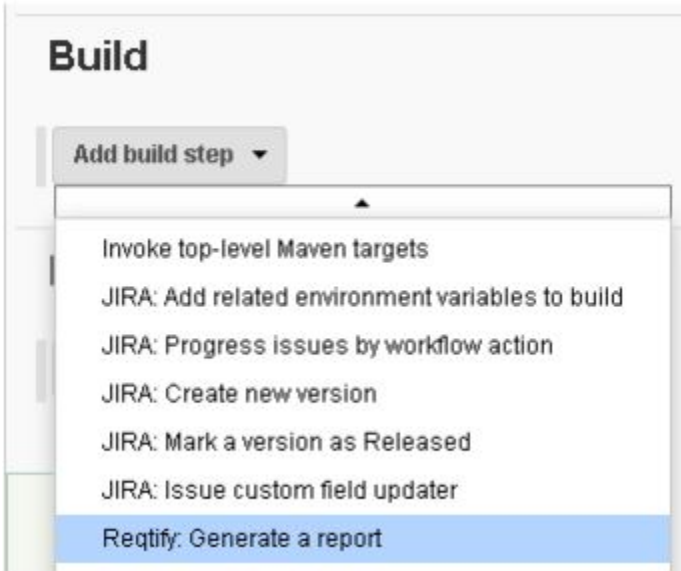 Build
Add build step
Invoke top-level Maven targets
JIRA: Add related environment variables to build
JIRA: Progress issues by workflow action
JIRA: Create new version
JIRA: Mark a version as Released
JIRA: Issue custom field updater
Reqtify: Generate a report